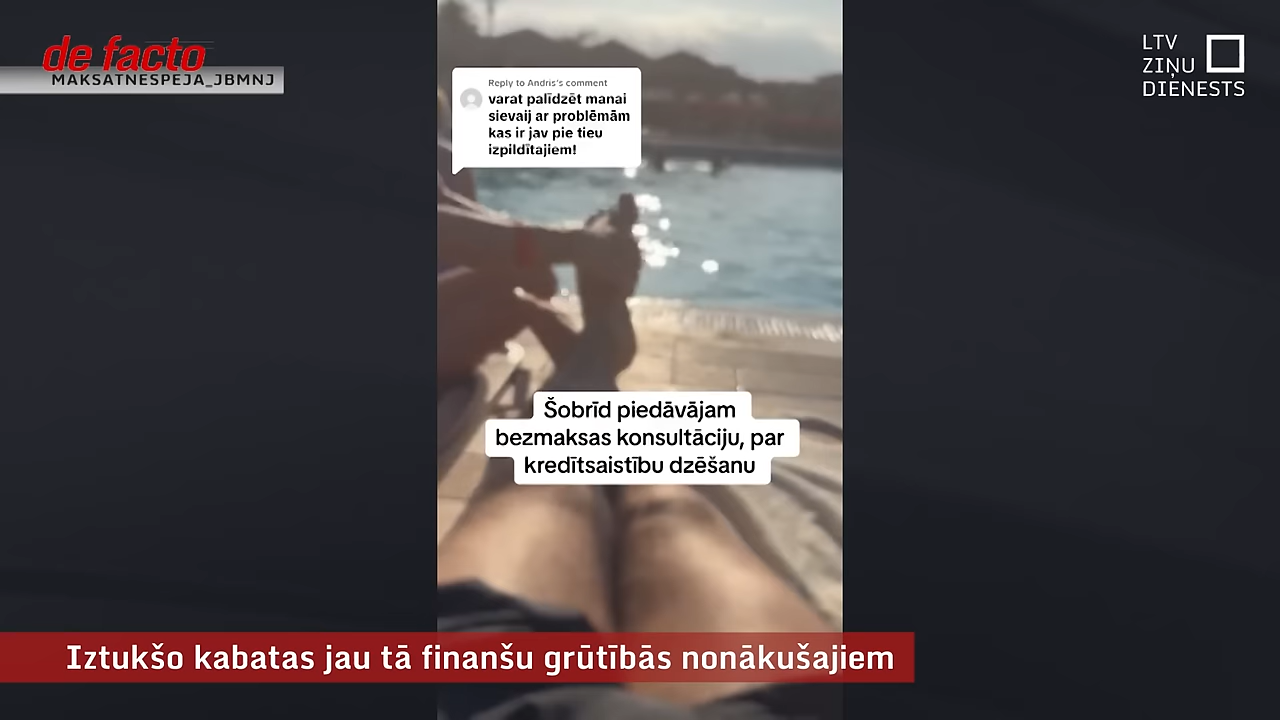 de facto
MAKSATNESPEJA_JBMNJ
LTV
ZIŅU
DIENESTS
Reply to Andris's comment
varat palīdzēt manai
sievaij ar problēmām
kas ir jav pie tieu
izpildītajiem!
Šobrīd piedāvājam
bezmaksas konsultāciju, par
kredītsaistību dzēšanu
Iztukšo kabatas jau tā finanšu grūtībās nonākušajiem